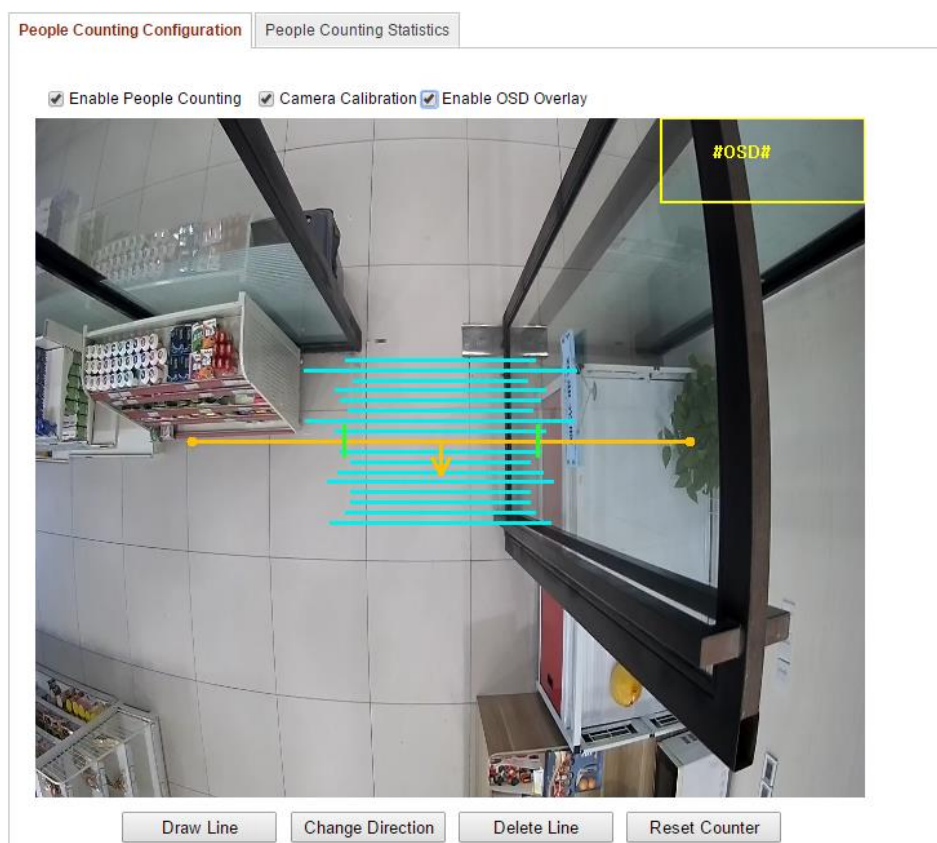 People Counting Configuration
People Counting Statistics
Enable People Counting
Camera Calibration
Enable OSD Overlay
#OSD#
Draw Line
Change Direction
Delete Line
Reset Counter